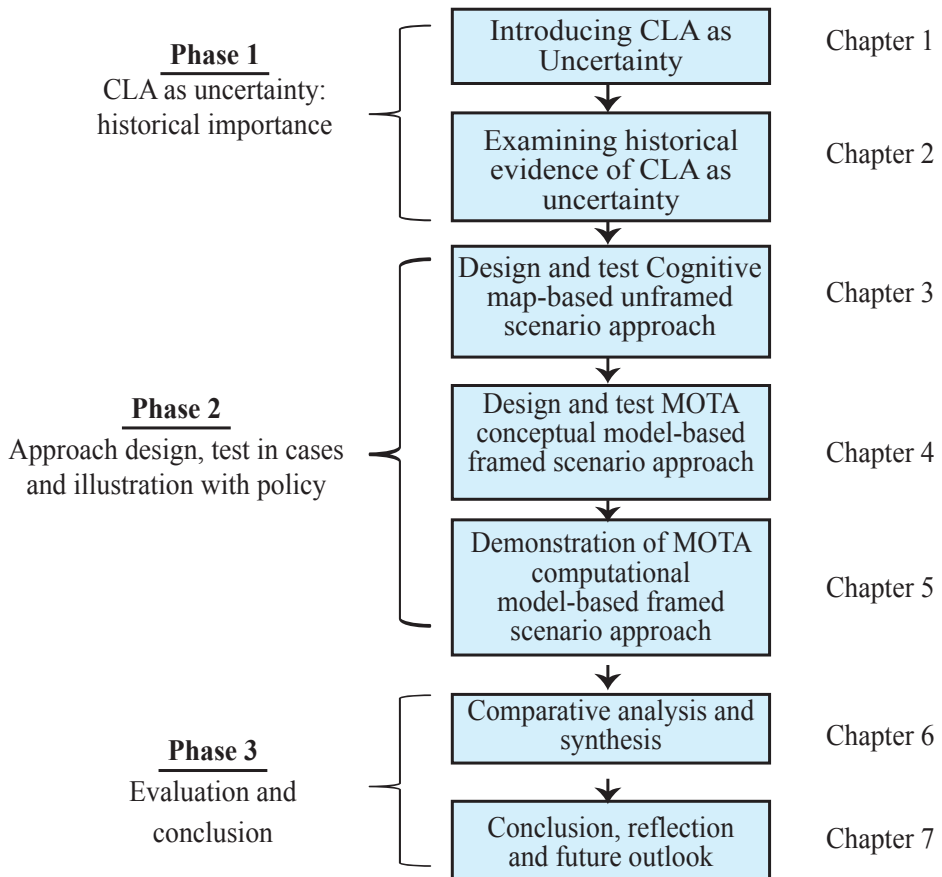 Phase 1
CLA as uncertainty:
historical importance
Introducing CLA as
Uncertainty
Chapter 1
Examining historical
evidence of CLA as
uncertainty
Chapter 2
Phase 2
Approach design, test in cases
and illustration with policy
Design and test Cognitive
map-based unframed
scenario approach
Chapter 3
Design and test MOTA
conceptual model-based
framed scenario approach
Chapter 4
Demonstration of MOTA
computational
model-based framed
scenario approach
Chapter 5
Phase 3
Evaluation and
conclusion
Comparative analysis and
synthesis
Chapter 6
Conclusion, reflection
and future outlook
Chapter 7